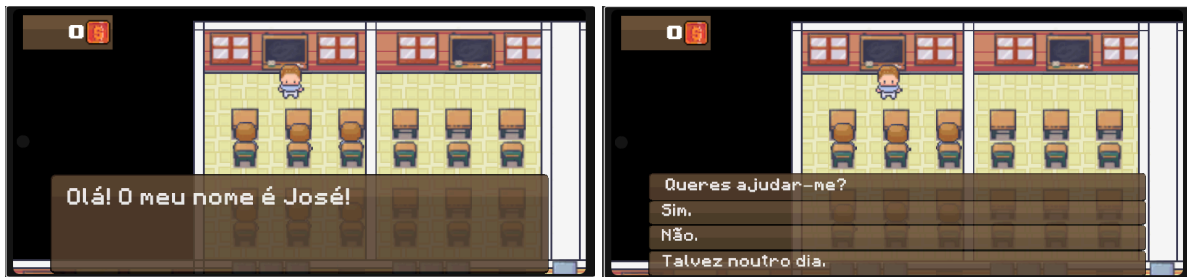 0
Olá! O meu nome é José!
0
Queres ajudar-me?
Sim.
Não.
Talvez noutro dia.